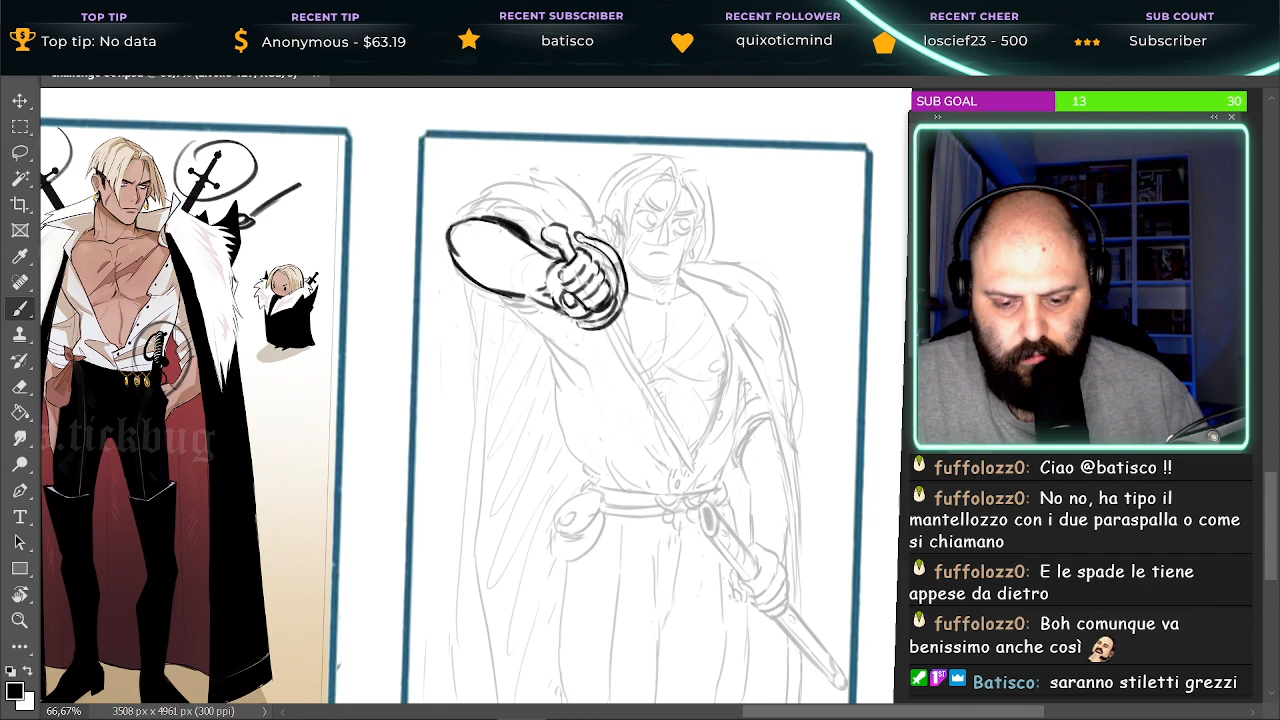 TOP TIP
Top tip: No data
RECENT TIP
Anonymous - $63.19
RECENT SUBSCRIBER
batisco
RECENT FOLLOWER
quixoticmind
RECENT CHEER
loscief23 - 500
SUB COUNT
Subscriber
SUB GOAL 13 30
fuffolozz0: Ciao @batisco !!
fuffolozz0: No no, ha tipo il
mantellozzo con i due paraspalla o come
si chiamano
fuffolozz0: E le spade le tiene
appese da dietro
fuffolozz0: Boh comunque va
benissimo anche così
1ST Batisco: saranno stiletti grezzi
.tickbug
66,67% 3508 px x 4961 px (300 ppi)